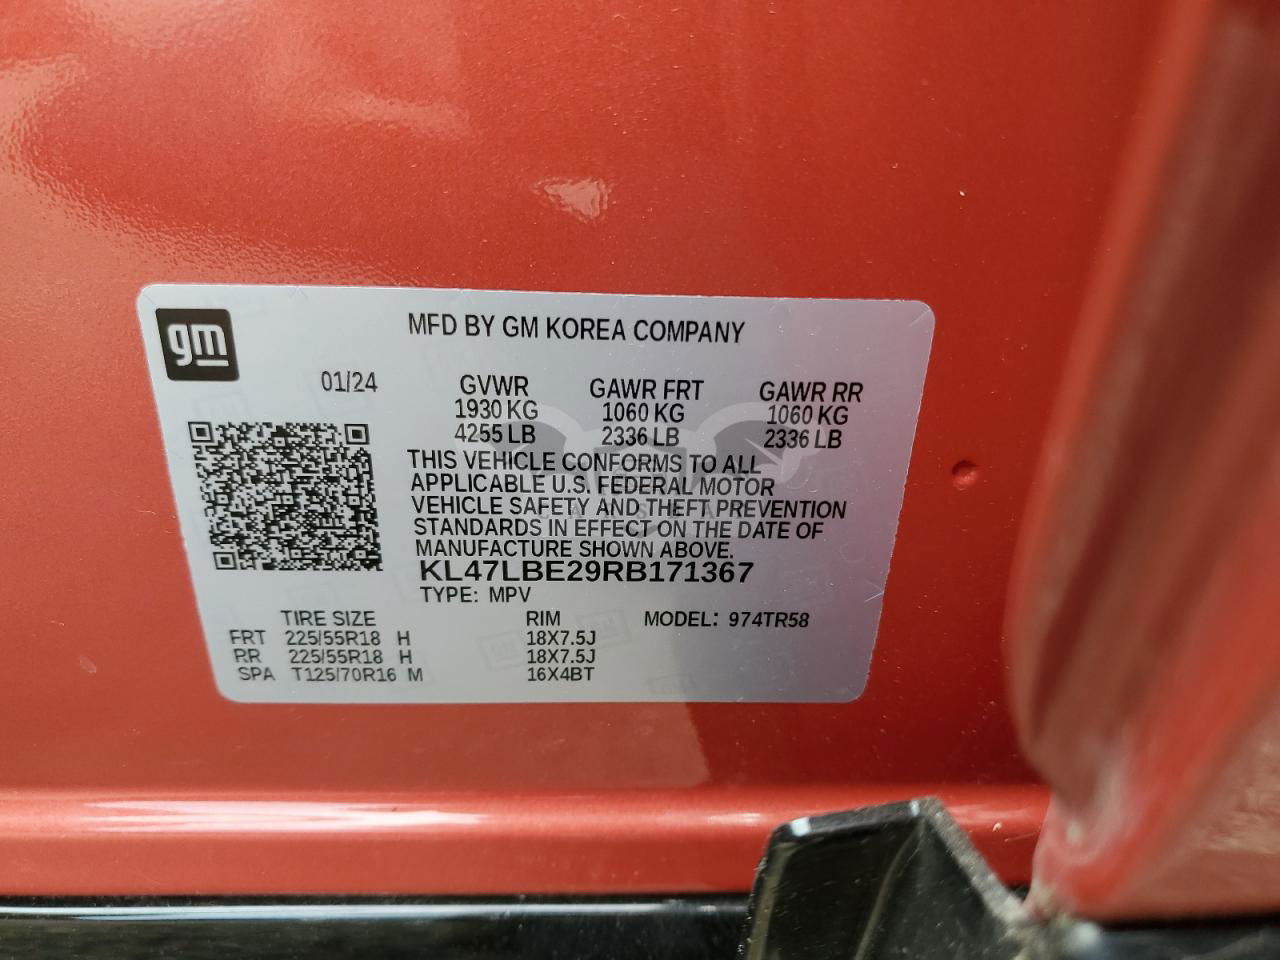 gm
MFD BY GM KOREA COMPANY
01/24 GVWR GAWR FRT GAWR RR
1930 KG 1060 KG 1060 KG
4255 LB 2336 LB 2336 LB
THIS VEHICLE CONFORMS TO ALL
APPLICABLE U.S. FEDERAL MOTOR
VEHICLE SAFETY AND THEFT PREVENTION
STANDARDS IN EFFECT ON THE DATE OF
MANUFACTURE SHOWN ABOVE.
KL47LBE29RB171367
TYPE: MPV
TIRE SIZE RIM MODEL: 974TR58
FRT 225/55R18 H 18X7.5J
RR 225/55R18 H 18X7.5J
SPA T125/70R16 M 16X4BT